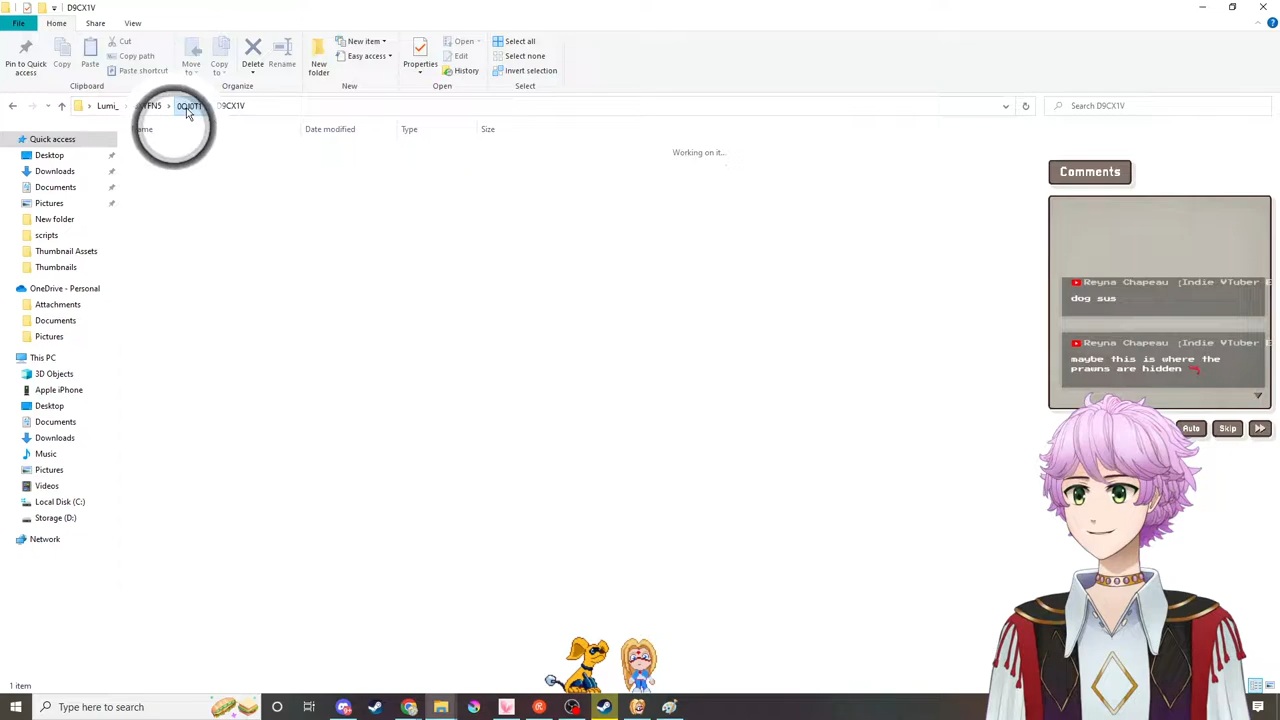 D9CX1V
File
Home
Share
View
Pin to Quick access
Copy
Paste
Cut
Copy path
Paste shortcut
Clipboard
Move to
Copy to
Delete
Rename
Organize
New folder
New item
Easy access
New
Properties
Open
Edit
History
Open
Select all
Select none
Invert selection
Select
Lumi_
D9CX1V
Search D9CX1V
Date modified
Type
Size
Working on it...
Quick access
Desktop
Downloads
Documents
Pictures
New folder
scripts
Thumbnail Assets
Thumbnails
OneDrive - Personal
Attachments
Documents
Pictures
This PC
3D Objects
Apple iPhone
Desktop
Documents
Downloads
Music
Pictures
Videos
Local Disk (C:)
Storage (D:)
Network
Comments
Reyna Chapeau ¡Indie VTuber E
dog sus
Reyna Chapeau ¡Indie VTuber E
maybe this is where the
prawns are hidden
Auto
Skip
1 item
Type here to search